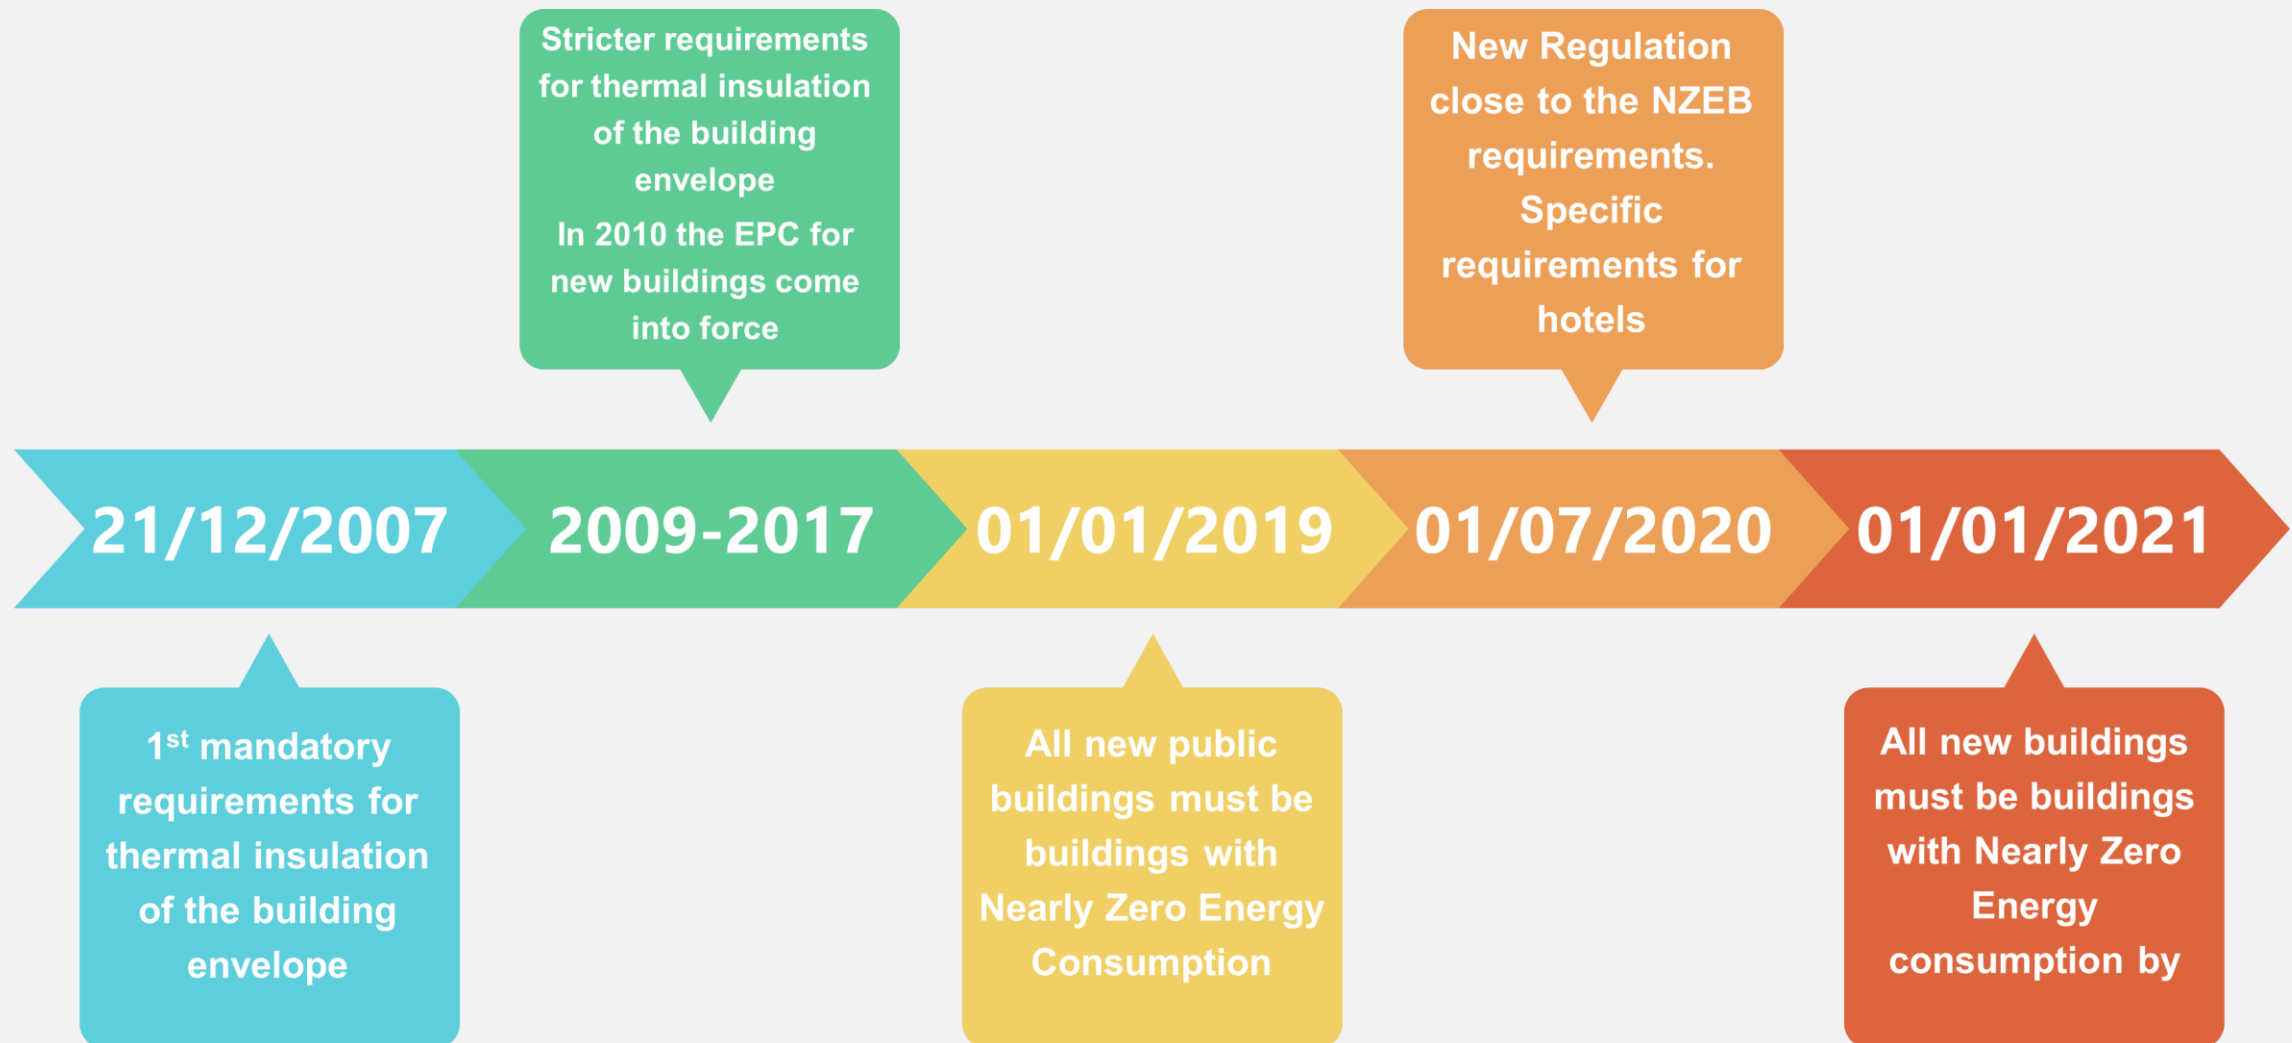 Stricter requirements
for thermal insulation
of the building
envelope
In 2010 the EPC for
new buildings come
into force
New Regulation
close to the NZEB
requirements.
Specific
requirements for
hotels
21/12/2007
2009-2017
01/01/2019
01/07/2020
01/01/2021
1st mandatory
requirements for
thermal insulation
of the building
envelope
All new public
buildings must be
buildings with
Nearly Zero Energy
Consumption
All new buildings
must be buildings
with Nearly Zero
Energy
consumption by